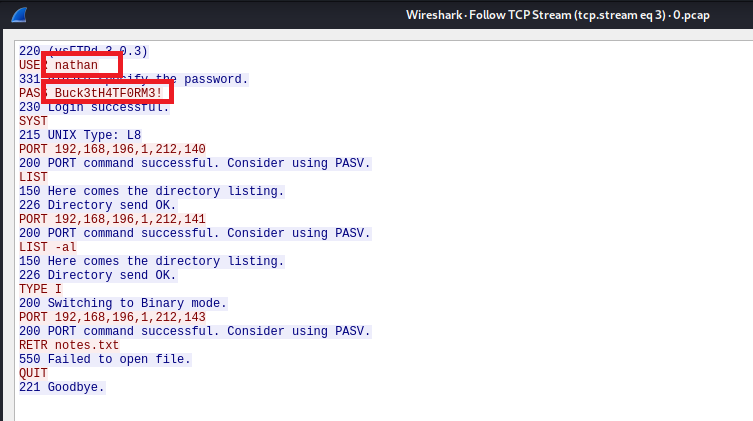 Wireshark · Follow TCP Stream (tcp.stream eq 3) · 0.pcap
220 (vsFTPd 3.0.3)
USER nathan
331 Please specify the password.
PASS Buck3tH4TF0RM3!
230 Login successful.
SYST
215 UNIX Type: L8
PORT 192,168,196,1,212,140
200 PORT command successful. Consider using PASV.
LIST
150 Here comes the directory listing.
226 Directory send OK.
PORT 192,168,196,1,212,141
200 PORT command successful. Consider using PASV.
LIST -al
150 Here comes the directory listing.
226 Directory send OK.
TYPE I
200 Switching to Binary mode.
PORT 192,168,196,1,212,143
200 PORT command successful. Consider using PASV.
RETR notes.txt
550 Failed to open file.
QUIT
221 Goodbye.